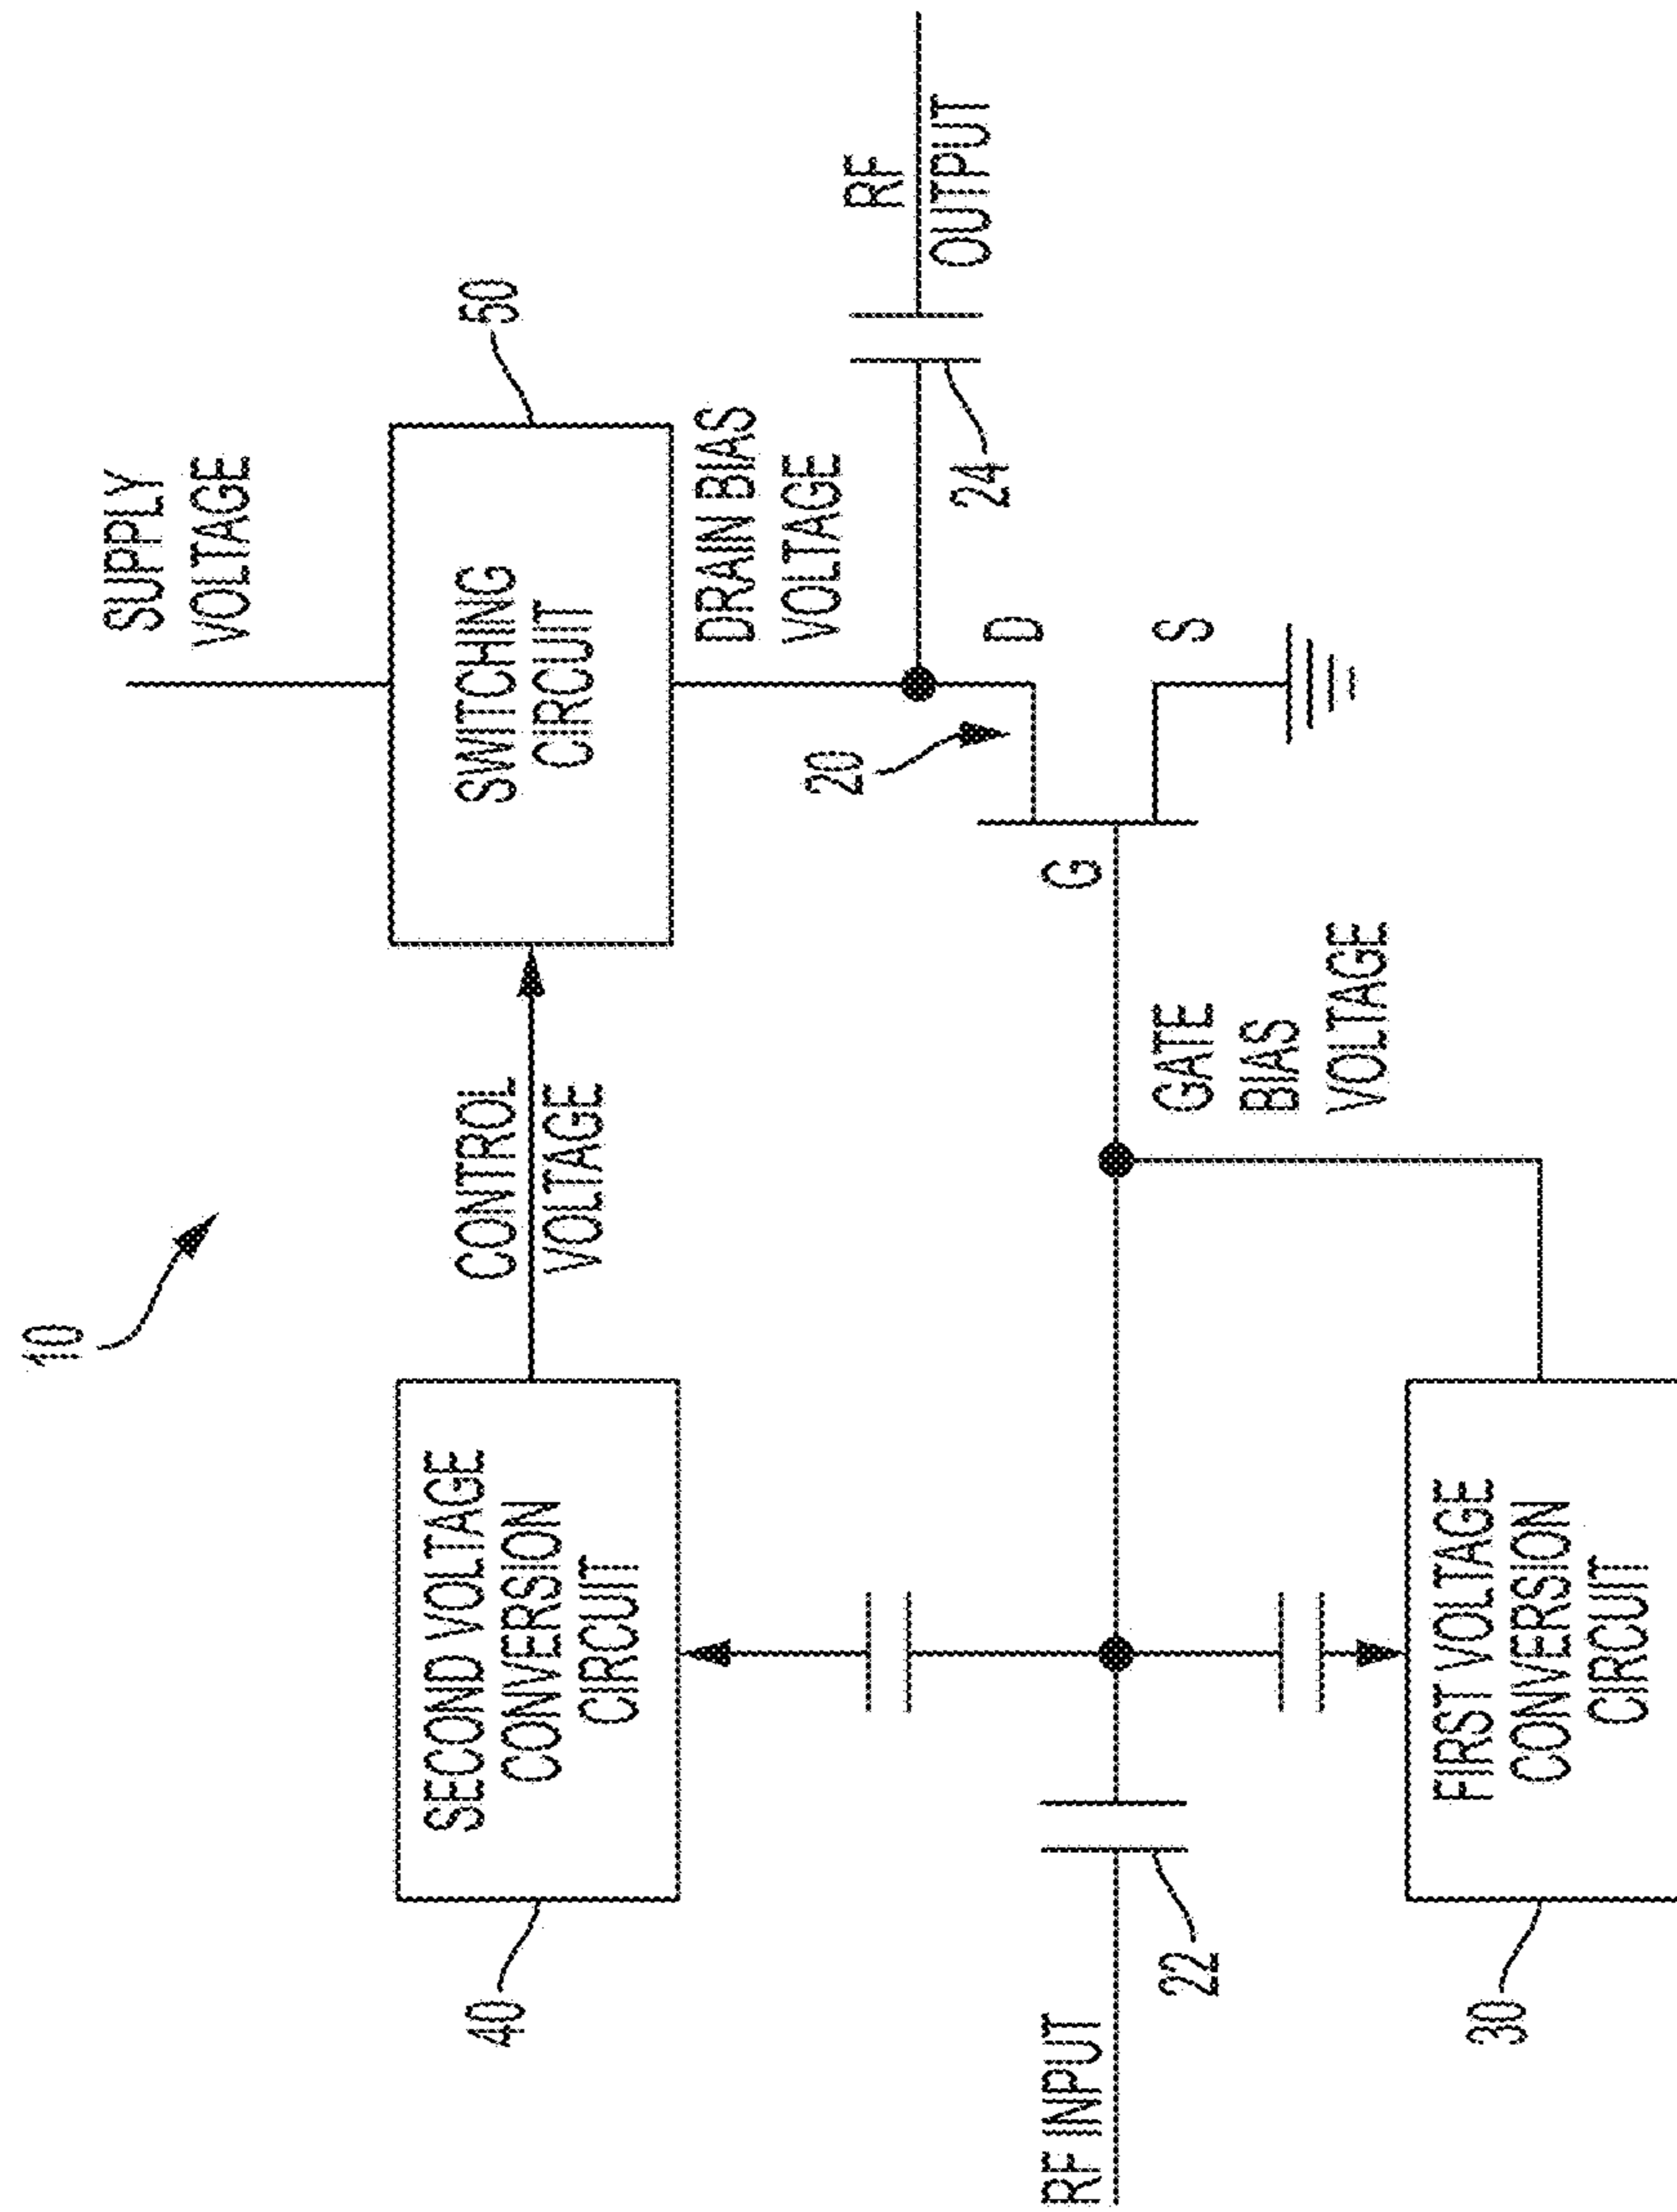 10
SUPPLY
VOLTAGE
50
SECOND VOLTAGE
CONVERSION
CIRCUIT
40
CONTROL
VOLTAGE
SWITCHING
CIRCUIT
DRAIN BIAS
VOLTAGE
20
RF
OUTPUT
24
D
S
G
RF INPUT
22
GATE
BIAS
VOLTAGE
FIRST VOLTAGE
CONVERSION
CIRCUIT
30